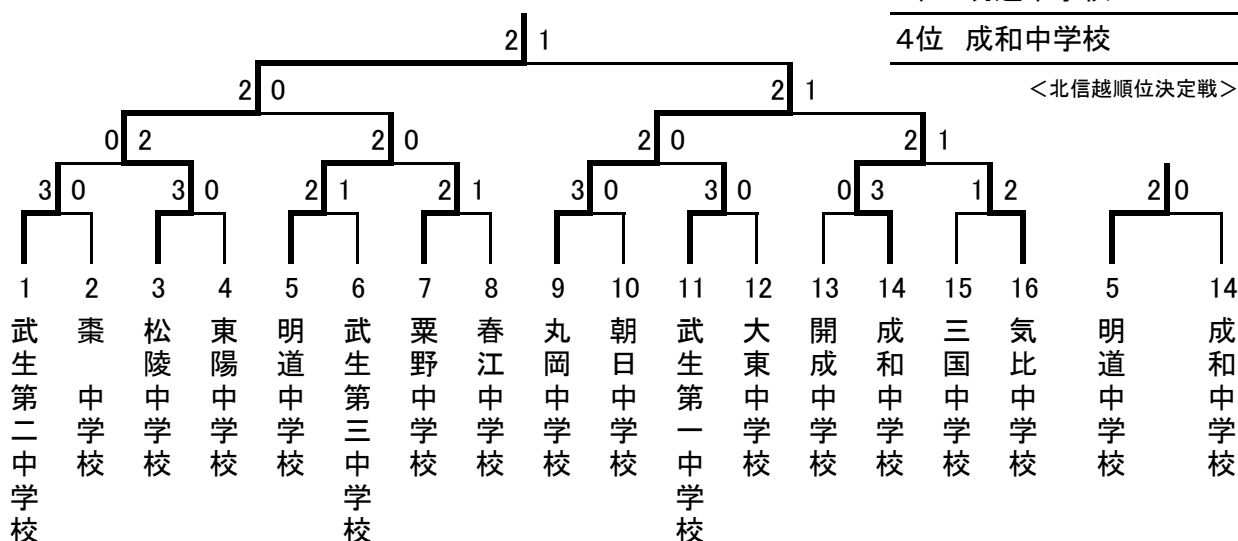 4位 成和中学校
2 1
<北信越順位決定戦>
2 0 2 1
0 2 2 0 2 0 2 1
3 0 3 0 2 1 2 1 3 0 3 0 0 3 1 2 2 0
1 2 3 4 5 6 7 8 9 10 11 12 13 14 15 16 5 14
武生第二中学校
棗 中学校
松陵中学校
東陽中学校
明道中学校
武生第三中学校
粟野中学校
春江中学校
丸岡中学校
朝日中学校
武生第一中学校
大東中学校
開成中学校
成和中学校
三国中学校
気比中学校
明道中学校
成和中学校